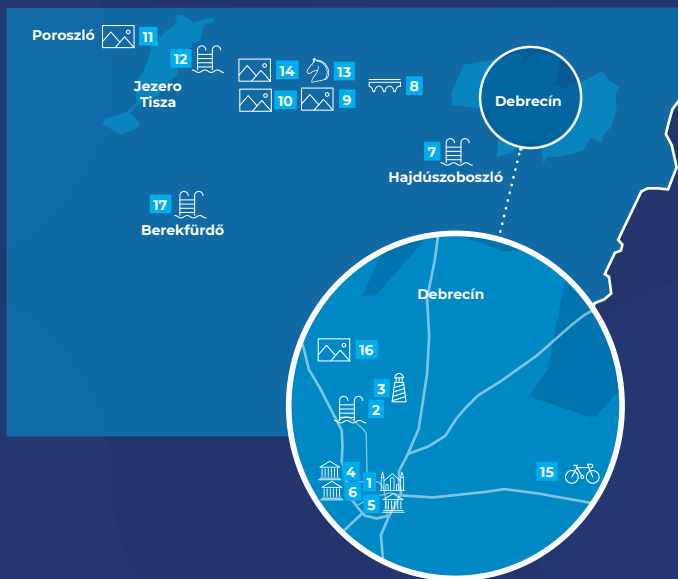 Poroszló 11
12
Jezero
Tisza
14 13
8
10 9
Debrecín
7
Hajdúszoboszló
17
Berekfürdő
Debrecín
16
3
2
4 1
15
6
5